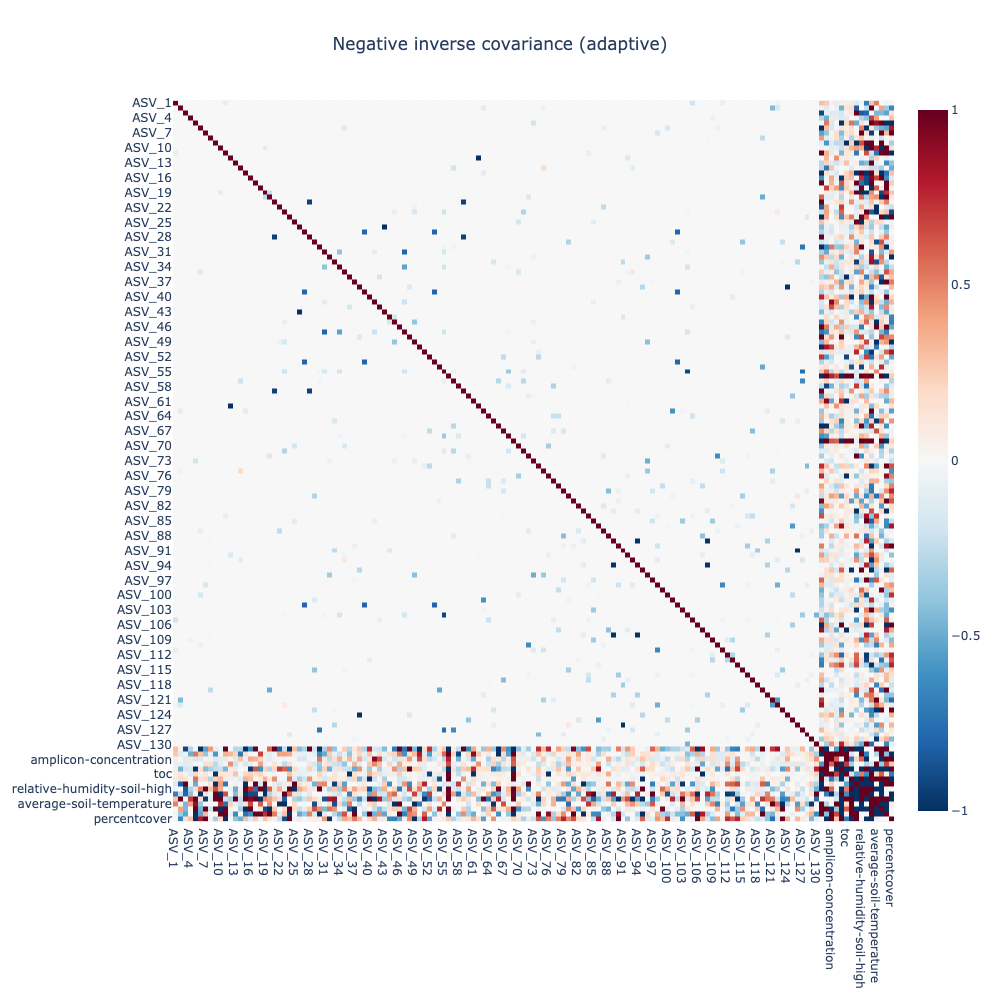 Negative inverse covariance (adaptive)
ASV_1
ASV_4
ASV_7
ASV_10
ASV_13
ASV_16
ASV_19
ASV_22
ASV_25
ASV_28
ASV_31
ASV_34
ASV_37
ASV_40
ASV_43
ASV_46
ASV_49
ASV_52
ASV_55
ASV_58
ASV_61
ASV_64
ASV_67
ASV_70
ASV_73
ASV_76
ASV_79
ASV_82
ASV_85
ASV_88
ASV_91
ASV_94
ASV_97
ASV_100
ASV_103
ASV_106
ASV_109
ASV_112
ASV_115
ASV_118
ASV_121
ASV_124
ASV_127
ASV_130
amplicon-concentration
toc
relative-humidity-soil-high
average-soil-temperature
percentcover
ASV_1
ASV_4
ASV_7
ASV_10
ASV_13
ASV_16
ASV_19
ASV_22
ASV_25
ASV_28
ASV_31
ASV_34
ASV_37
ASV_40
ASV_43
ASV_46
ASV_49
ASV_52
ASV_55
ASV_58
ASV_61
ASV_64
ASV_67
ASV_70
ASV_73
ASV_76
ASV_79
ASV_82
ASV_85
ASV_88
ASV_91
ASV_94
ASV_97
ASV_100
ASV_103
ASV_106
ASV_109
ASV_112
ASV_115
ASV_118
ASV_121
ASV_124
ASV_127
ASV_130
amplicon-concentration
toc
relative-humidity-soil-high
average-soil-temperature
percentcover
1
0.5
0
−0.5
−1